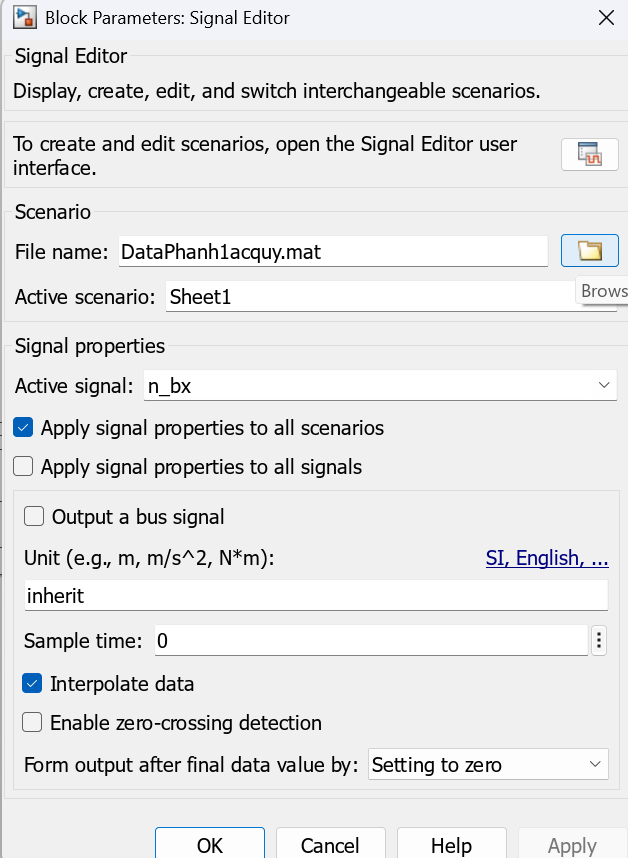 Block Parameters: Signal Editor
Signal Editor
Display, create, edit, and switch interchangeable scenarios.
To create and edit scenarios, open the Signal Editor user
interface.
Scenario
File name: DataPhanh1acquy.mat
Active scenario: Sheet1
Brows
Signal properties
Active signal: n_bx
Apply signal properties to all scenarios
Apply signal properties to all signals
Output a bus signal
Unit (e.g., m, m/s^2, N*m): SI, English, ...
inherit
Sample time: 0
Interpolate data
Enable zero-crossing detection
Form output after final data value by: Setting to zero
OK Cancel Help Apply